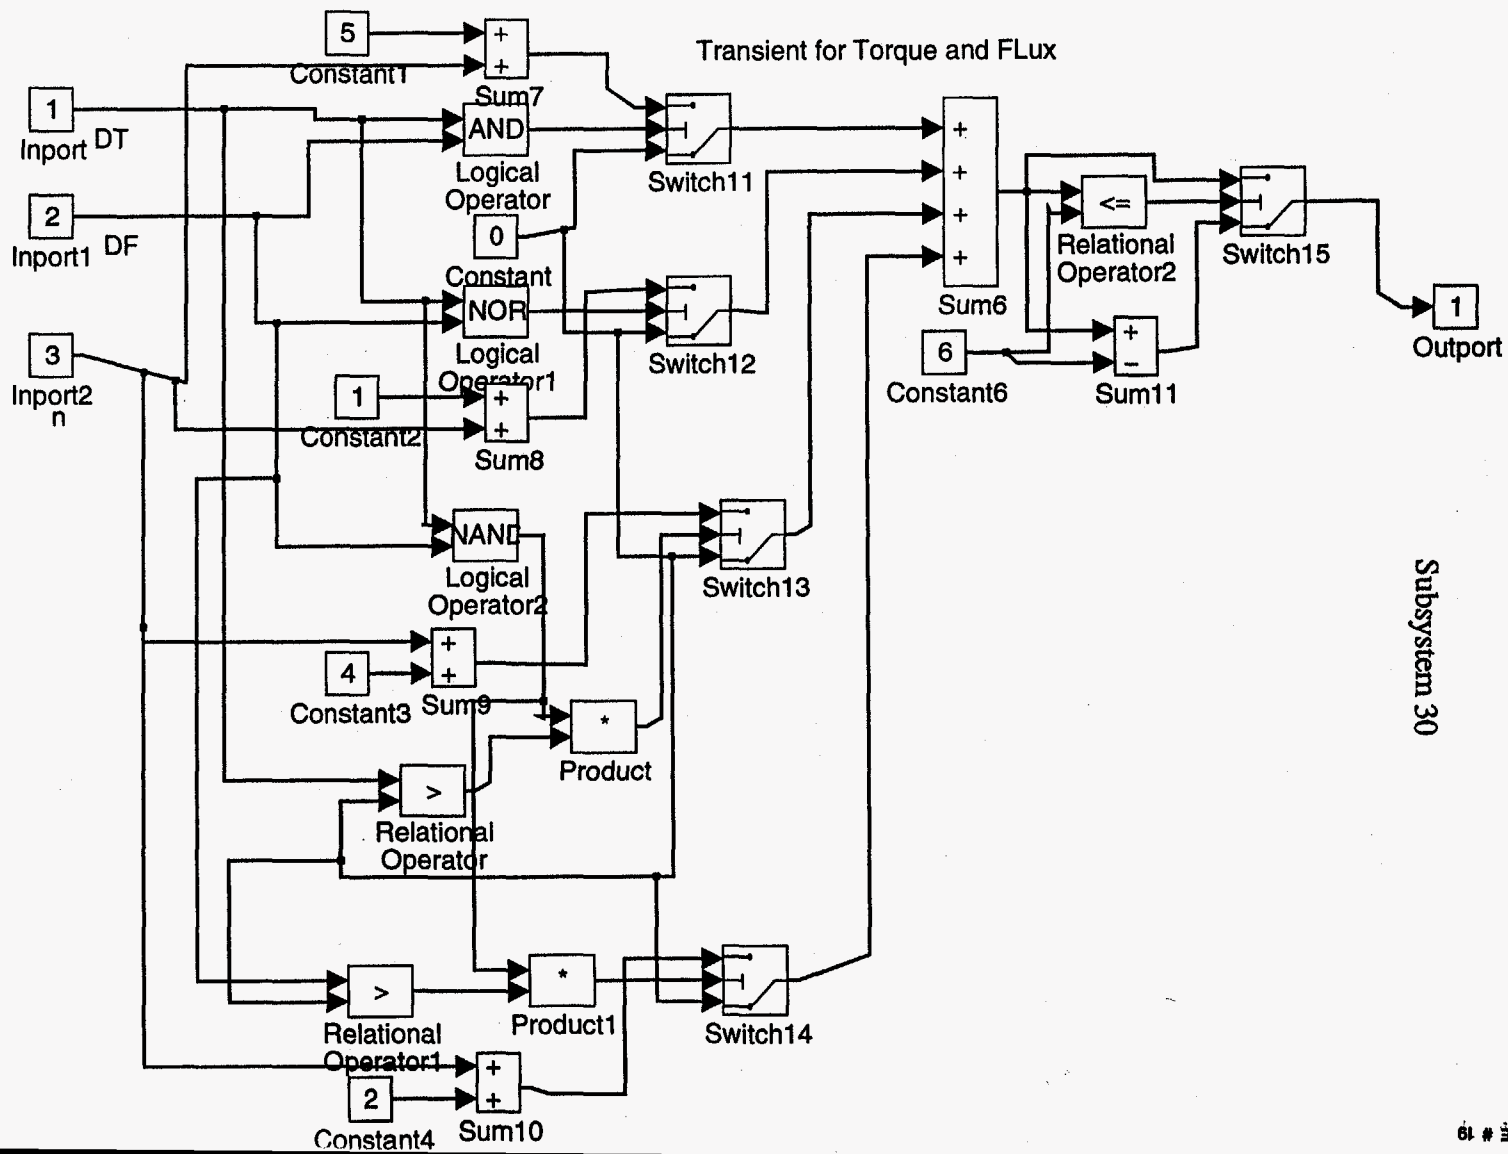 Transient for Torque and FLux
5
Constant1
+
+
Sum7
1
Inport
DT
AND
Logical
Operator
Switch11
2
Inport1
DF
0
Constant
NOR
Logical
Operator1
Switch12
3
Inport2
n
1
Constant2
+
+
Sum8
+
+
+
+
Sum6
<=
Relational
Operator2
Switch15
6
Constant6
+
−
Sum11
1
Outport
NAND
Logical
Operator2
Switch13
+
+
Sum9
4
Constant3
*
Product
>
Relational
Operator
>
Relational
Operator1
*
Product1
Switch14
+
+
Sum10
2
Constant4
Subsystem 30
# 19